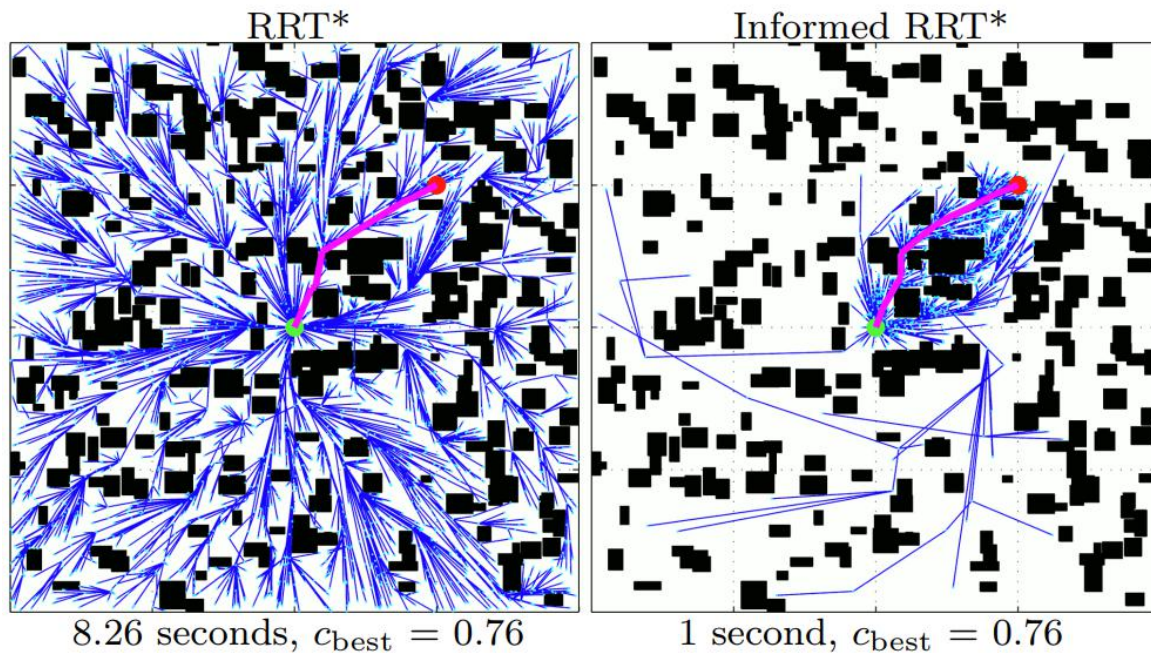 RRT*
Informed RRT*
8.26 seconds, c_best = 0.76
1 second, c_best = 0.76